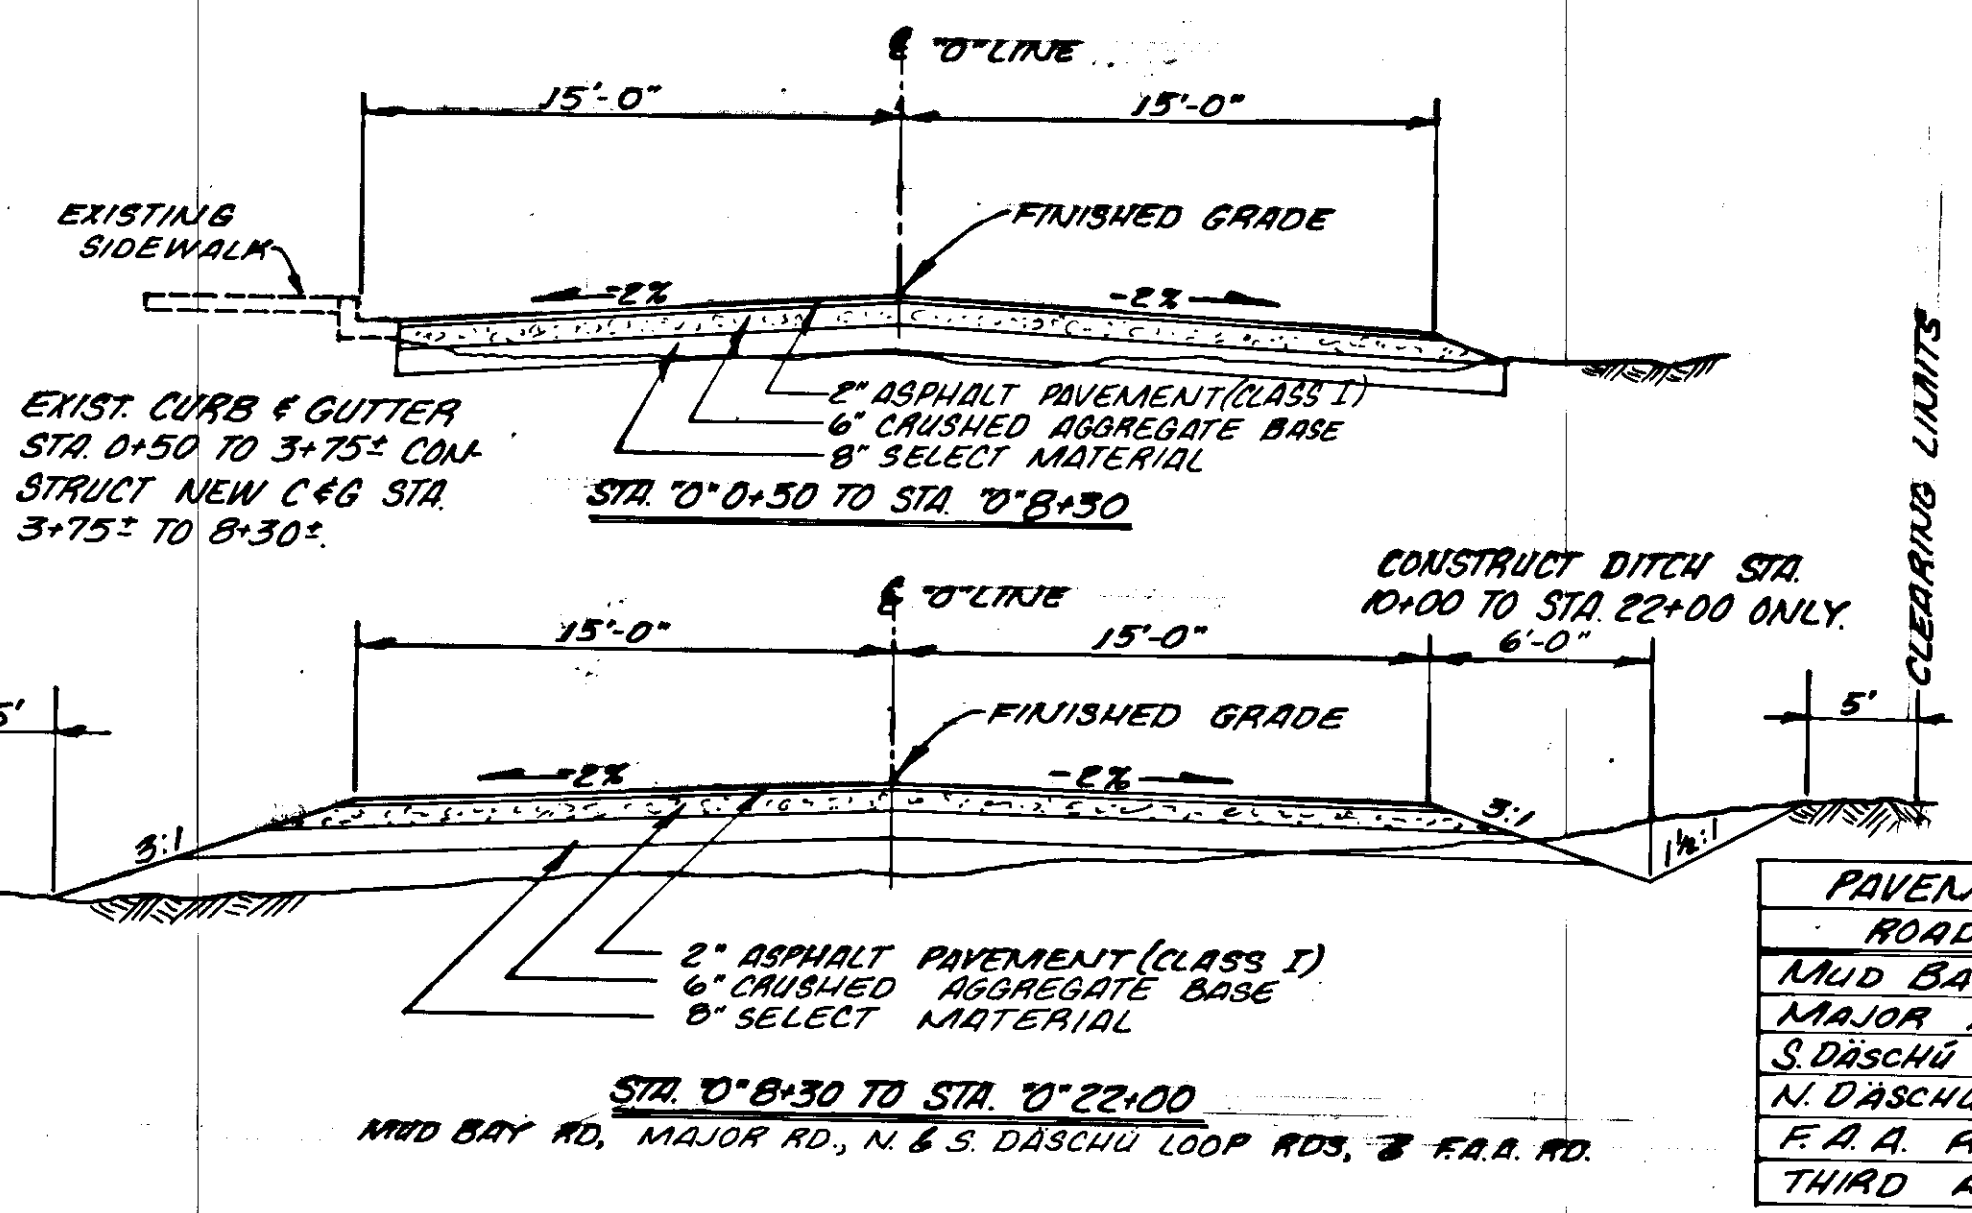 ℄ "O" LINE
15'-0" 15'-0"
EXISTING
SIDEWALK
FINISHED GRADE
-2% -2%
2" ASPHALT PAVEMENT (CLASS I)
6" CRUSHED AGGREGATE BASE
8" SELECT MATERIAL
EXIST. CURB & GUTTER
STA. 0+50 TO 3+75± CON-
STRUCT NEW C&G STA.
3+75± TO 8+30±.
STA. "O" 0+50 TO STA. "O" 8+30
CLEARING LIMITS
CONSTRUCT DITCH STA.
10+00 TO STA. 22+00 ONLY.
℄ "O" LINE
15'-0" 15'-0" 6'-0"
5' 5'
FINISHED GRADE
-2% -2%
3:1 3:1 1½:1
2" ASPHALT PAVEMENT (CLASS I)
6" CRUSHED AGGREGATE BASE
8" SELECT MATERIAL
STA. "O" 8+30 TO STA. "O" 22+00
MUD BAY RD, MAJOR RD., N. & S. DÄSCHÚ LOOP RDS, & F.A.A. RD.
PAVEM
ROAD
MUD BA
MAJOR
S. DÄSCHÚ
N. DÄSCHÚ
F.A.A. R
THIRD A